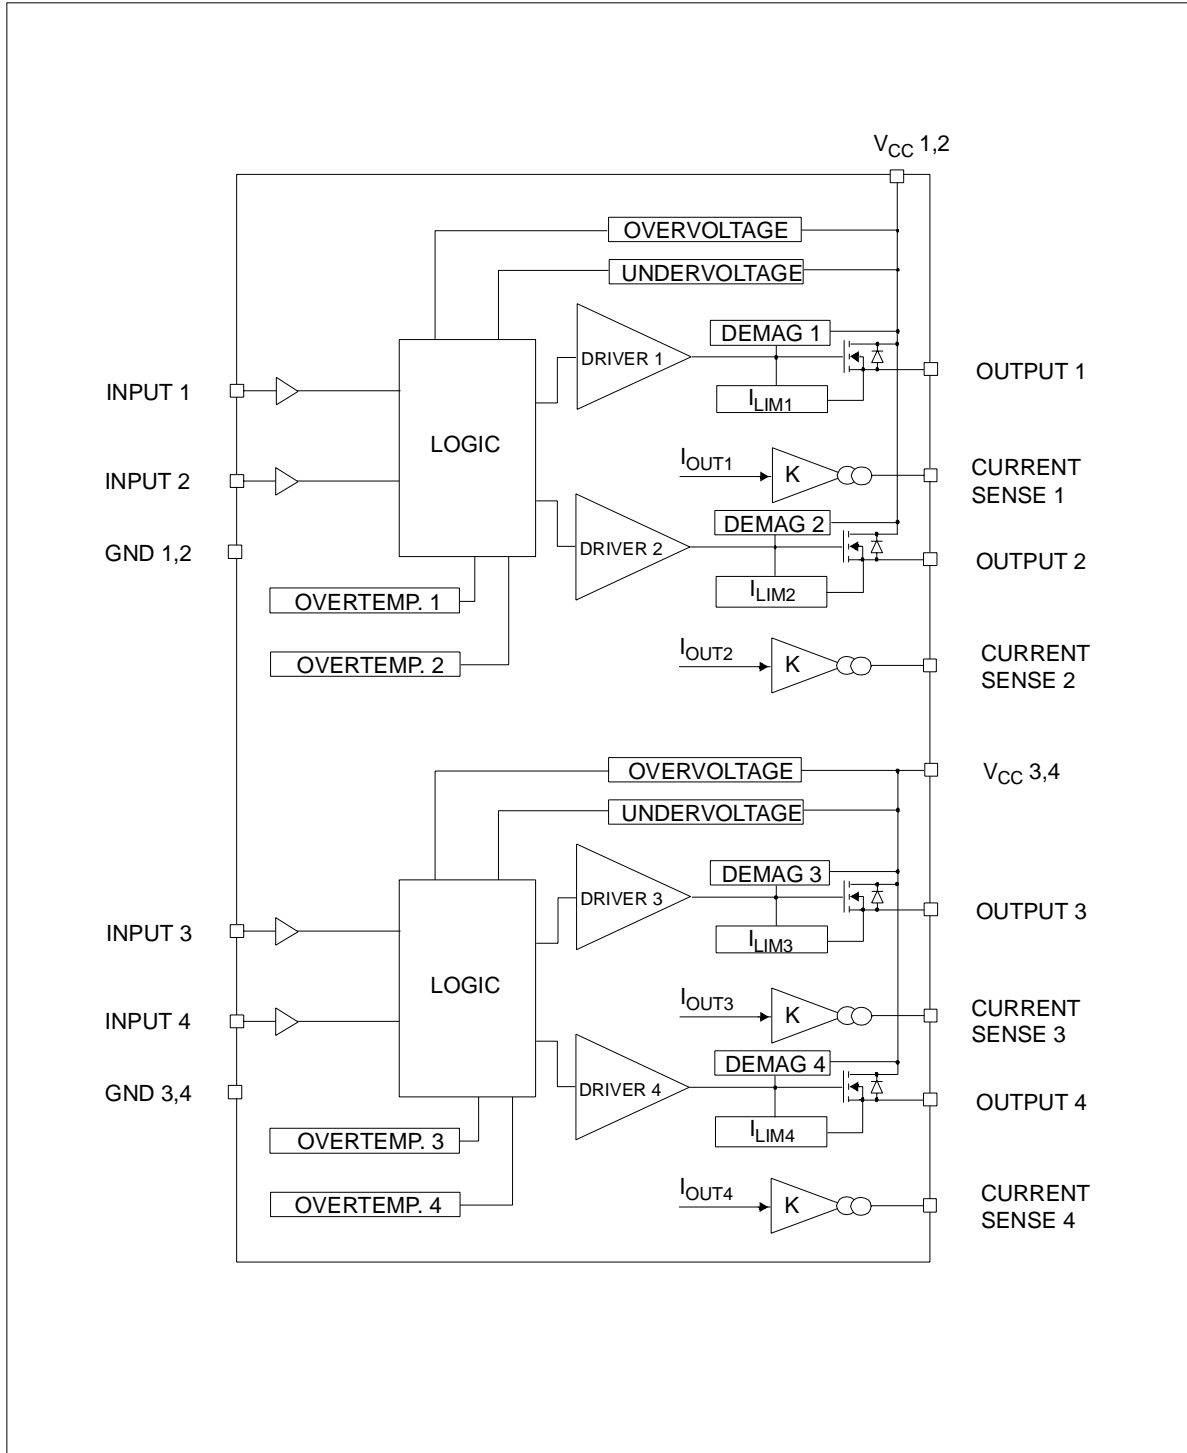 VCC 1,2
OVERVOLTAGE
UNDERVOLTAGE
DEMAG 1
DRIVER 1
OUTPUT 1
INPUT 1
ILIM1
LOGIC
IOUT1
K
CURRENT
SENSE 1
INPUT 2
DEMAG 2
GND 1,2
DRIVER 2
OUTPUT 2
ILIM2
OVERTEMP. 1
IOUT2
K
CURRENT
SENSE 2
OVERTEMP. 2
OVERVOLTAGE
VCC 3,4
UNDERVOLTAGE
DEMAG 3
DRIVER 3
OUTPUT 3
INPUT 3
ILIM3
LOGIC
IOUT3
K
CURRENT
SENSE 3
INPUT 4
DEMAG 4
GND 3,4
DRIVER 4
OUTPUT 4
ILIM4
OVERTEMP. 3
IOUT4
K
CURRENT
SENSE 4
OVERTEMP. 4